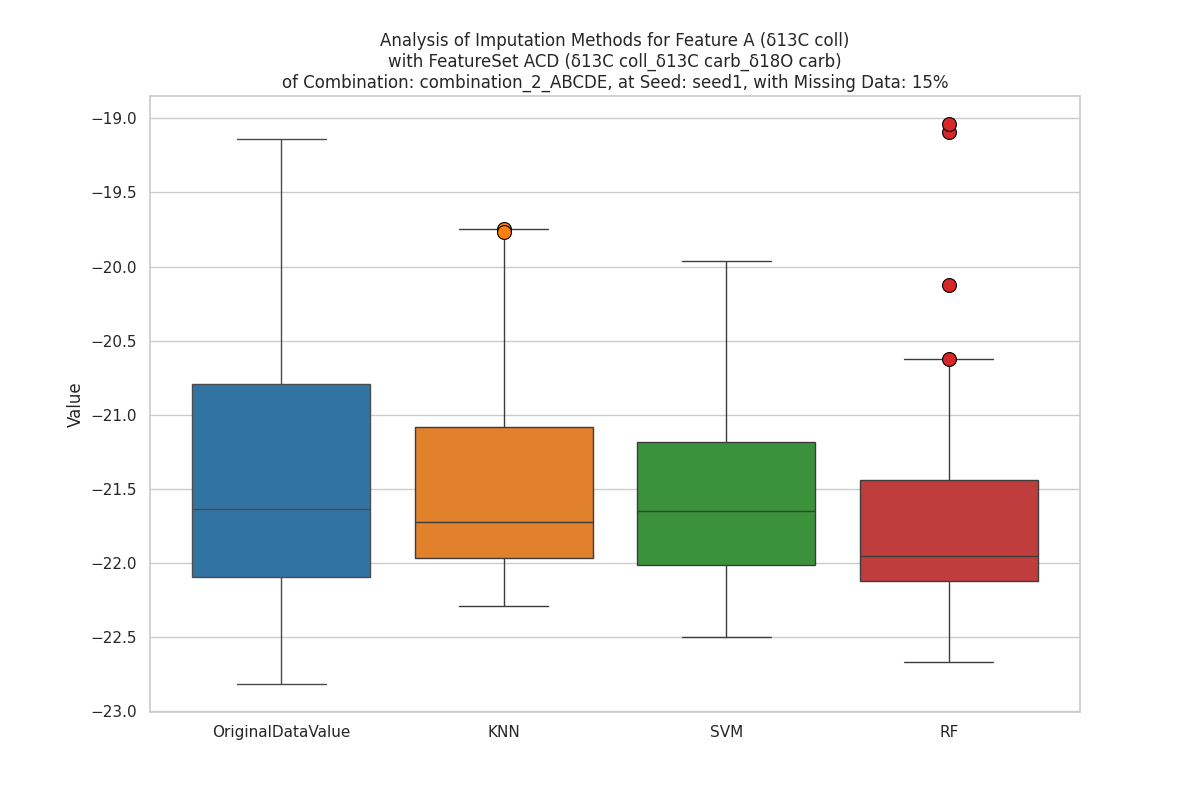 Analysis of Imputation Methods for Feature A (δ13C coll)
with FeatureSet ACD (δ13C coll_δ13C carb_δ18O carb)
of Combination: combination_2_ABCDE, at Seed: seed1, with Missing Data: 15%
−19.0
−19.5
−20.0
−20.5
−21.0
−21.5
−22.0
−22.5
−23.0
Value
OriginalDataValue
KNN
SVM
RF